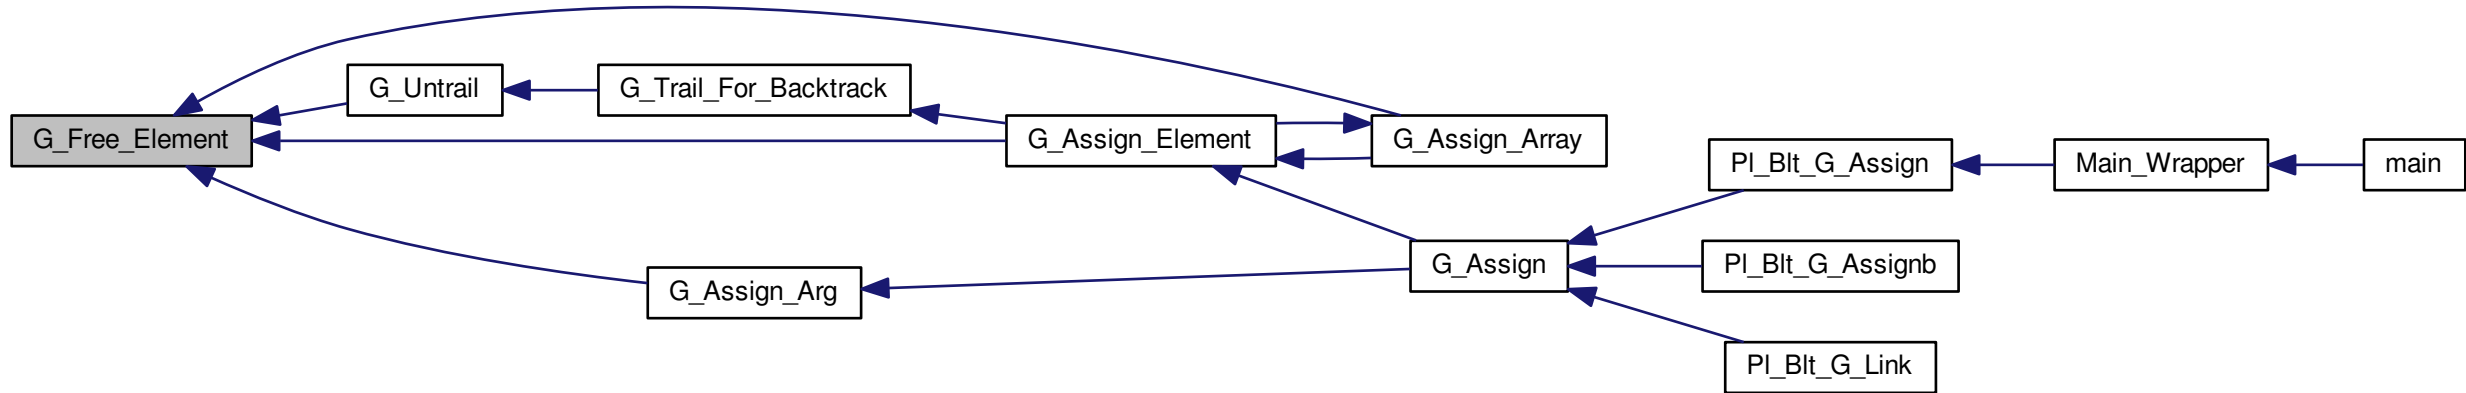 G_Free_Element
G_Untrail
G_Trail_For_Backtrack
G_Assign_Element
G_Assign_Array
G_Assign_Arg
G_Assign
Pl_Blt_G_Assign
Main_Wrapper
main
Pl_Blt_G_Assignb
Pl_Blt_G_Link